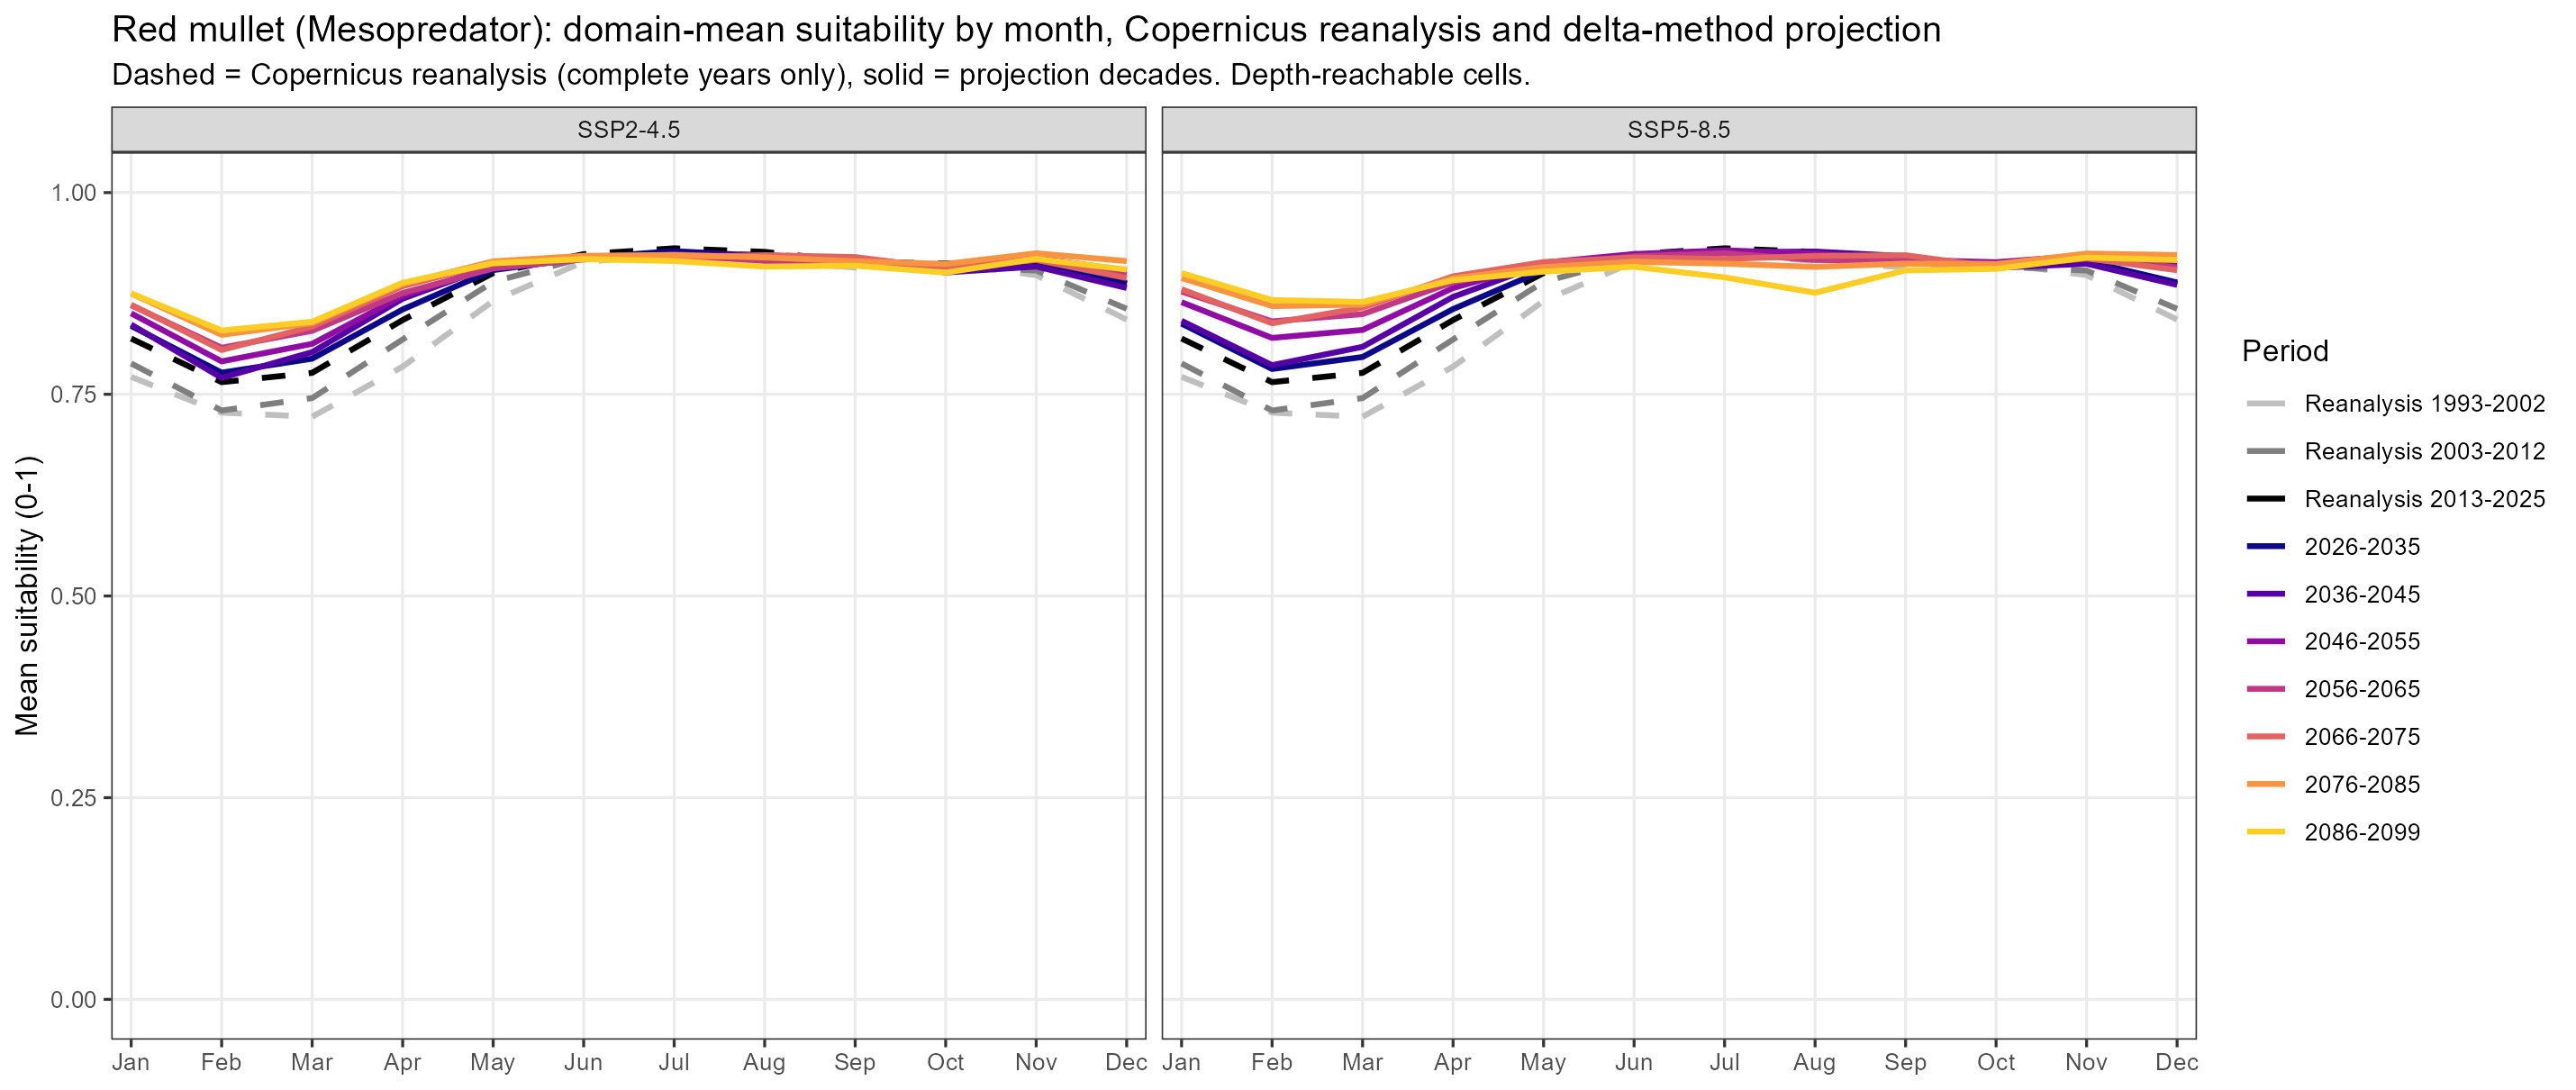 Red mullet (Mesopredator): domain-mean suitability by month, Copernicus reanalysis and delta-method projection
Dashed = Copernicus reanalysis (complete years only), solid = projection decades. Depth-reachable cells.
SSP2-4.5
SSP5-8.5
Mean suitability (0-1)
1.00
0.75
0.50
0.25
0.00
Jan Feb Mar Apr May Jun Jul Aug Sep Oct Nov Dec
Jan Feb Mar Apr May Jun Jul Aug Sep Oct Nov Dec
Period
Reanalysis 1993-2002
Reanalysis 2003-2012
Reanalysis 2013-2025
2026-2035
2036-2045
2046-2055
2056-2065
2066-2075
2076-2085
2086-2099